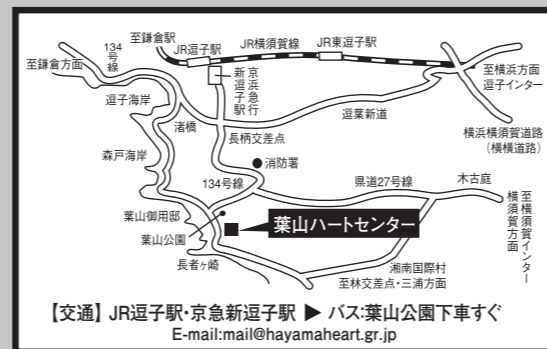 至鎌倉駅
JR逗子駅
JR横須賀線
JR東逗子駅
134号線
至鎌倉方面
京浜急行
新逗子駅
至横浜方面
逗子インター
逗子海岸
渚橋
逗葉新道
長柄交差点
横浜横須賀道路
(横横道路)
森戸海岸
消防署
134号線
県道27号線
木古庭
至横須賀インター
横須賀方面
葉山御用邸
葉山公園
葉山ハートセンター
長者ヶ崎
湘南国際村
至林交差点・三浦方面
【交通】JR逗子駅・京急新逗子駅 ▶ バス:葉山公園下車すぐ
E-mail:mail@hayamaheart.gr.jp